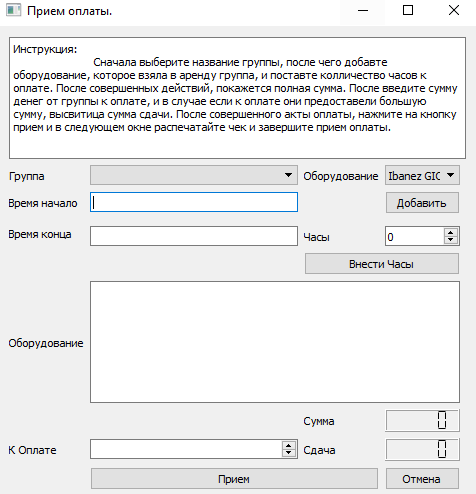 Прием оплаты.
Инструкция:
Сначала выберите название группы, после чего добавте
оборудование, которое взяла в аренду группа, и поставте колличество часов к
оплате. После совершенных действий, покажется полная сумма. После введите сумму
денег от группы к оплате, и в случае если к оплате они предоставели большую
сумму, высвитица сумма сдачи. После совершенного акты оплаты, нажмите на кнопку
прием и в следующем окне распечатайте чек и завершите прием оплаты.
Группа Оборудование Ibanez GIC
Время начало Добавить
Время конца Часы 0
Внести Часы
Оборудование
Сумма 0
К Оплате Сдача 0
Прием Отмена